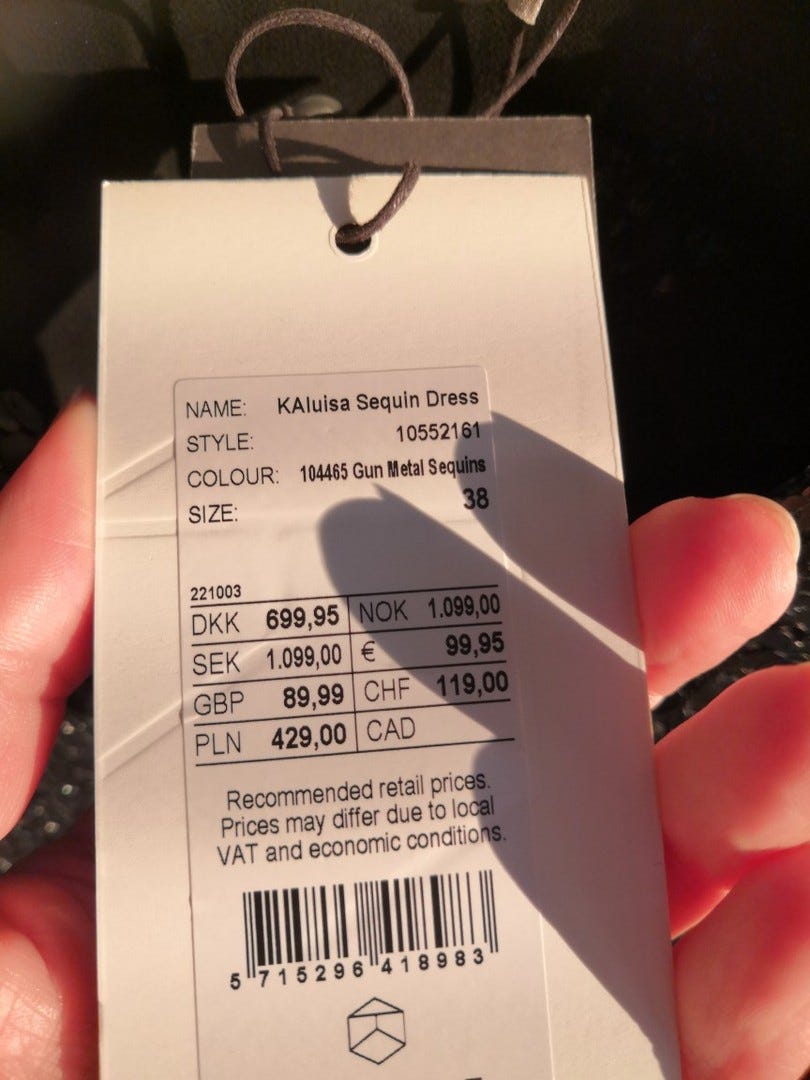 NAME: KAluisa Sequin Dress
STYLE: 10552161
COLOUR: 104465 Gun Metal Sequins
SIZE: 38
221003
DKK 699,95 NOK 1.099,00
SEK 1.099,00 € 99,95
GBP 89,99 CHF 119,00
PLN 429,00 CAD
Recommended retail prices.
Prices may differ due to local
VAT and economic conditions.
5 715296 418983